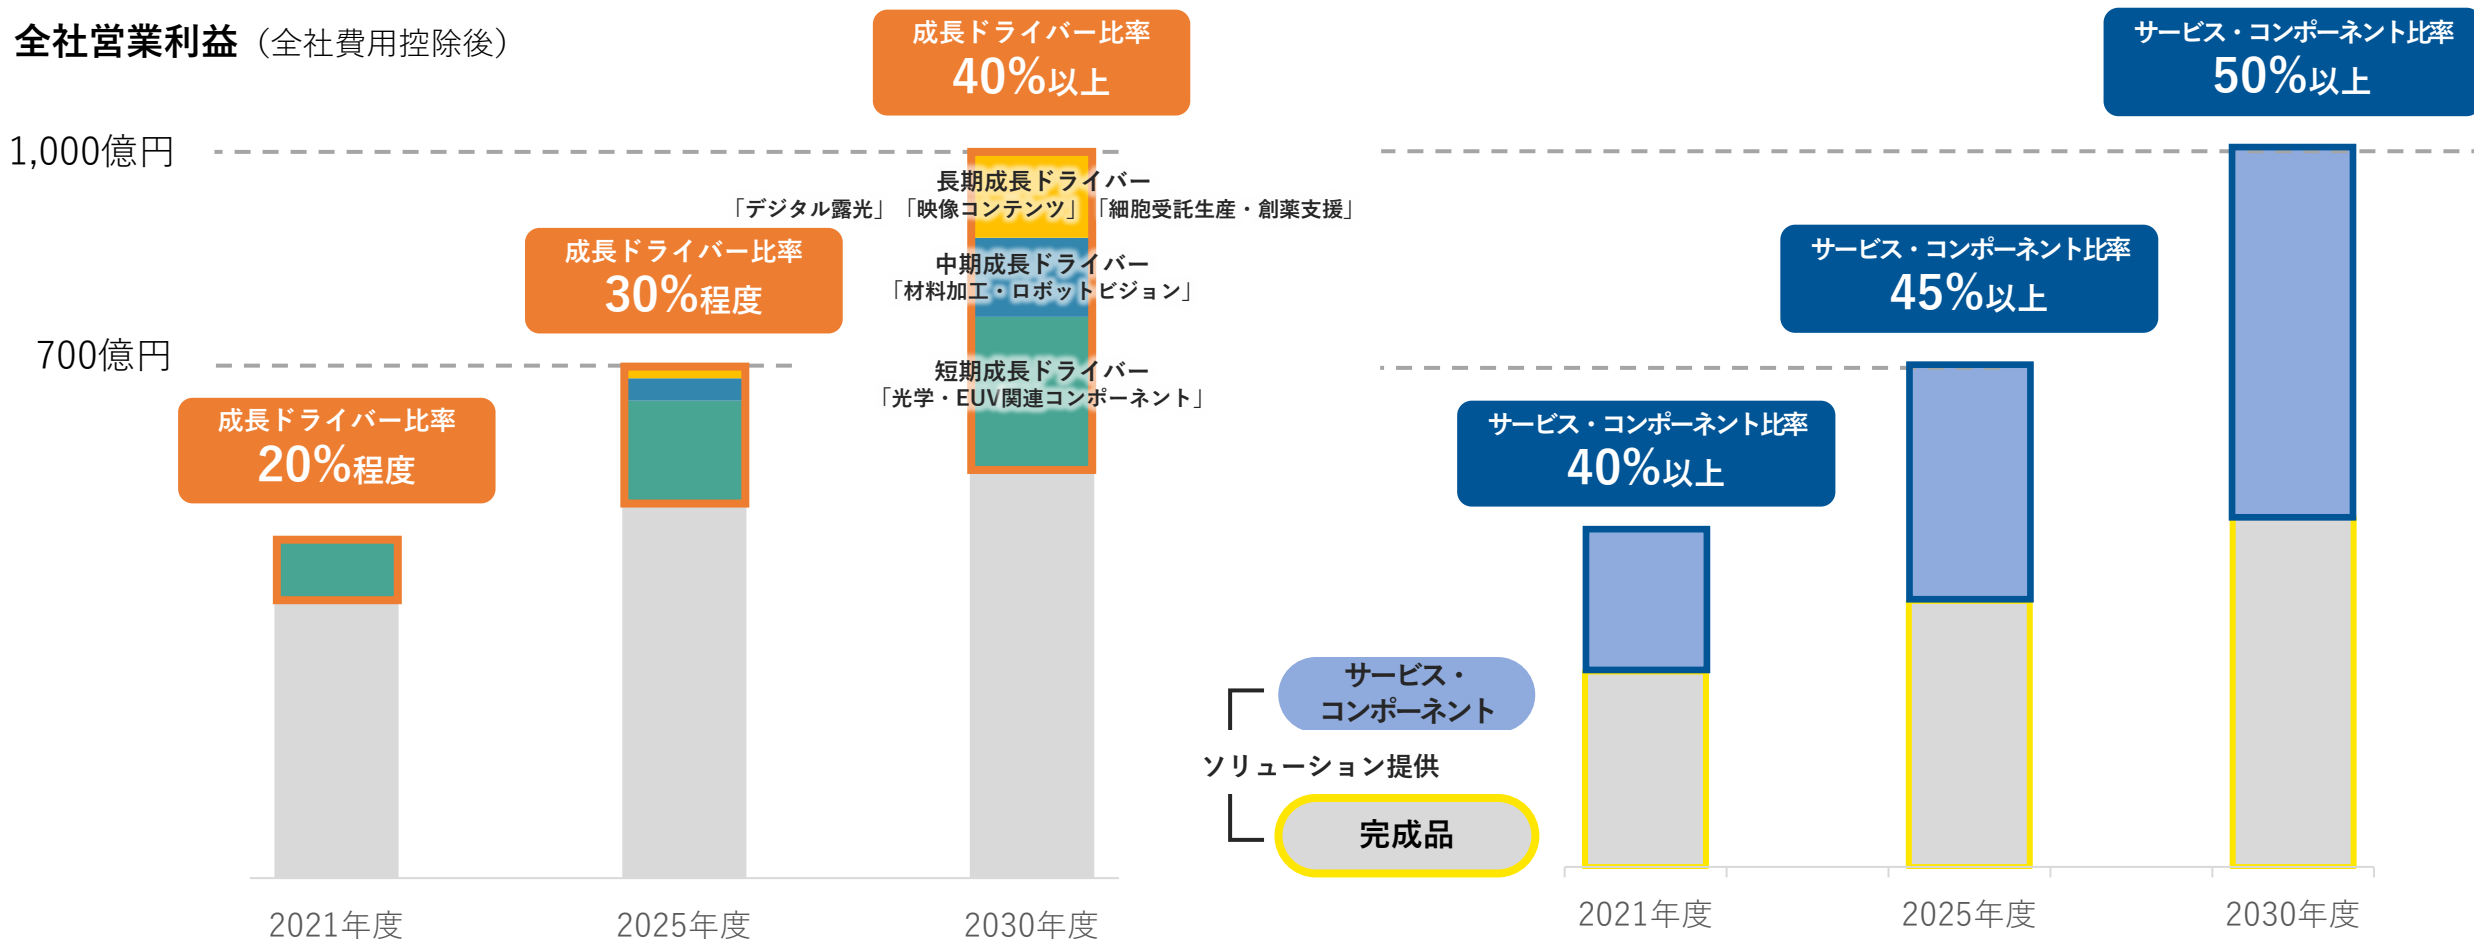 全社営業利益（全社費用控除後）
成長ドライバー比率
40%以上
サービス・コンポーネント比率
50%以上
1,000億円
長期成長ドライバー
「デジタル露光」「映像コンテンツ」「細胞受託生産・創薬支援」
成長ドライバー比率
30%程度
中期成長ドライバー
「材料加工・ロボットビジョン」
サービス・コンポーネント比率
45%以上
700億円
短期成長ドライバー
「光学・EUV関連コンポーネント」
成長ドライバー比率
20%程度
サービス・コンポーネント比率
40%以上
サービス・
コンポーネント
ソリューション提供
完成品
2021年度
2025年度
2030年度
2021年度
2025年度
2030年度